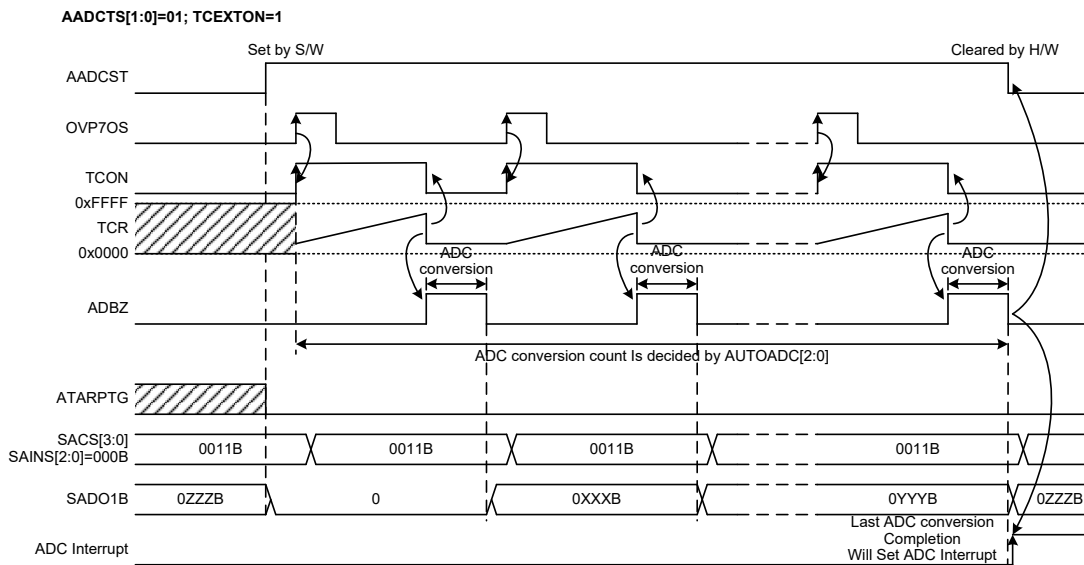 AADCTS[1:0]=01; TCEXTON=1
Set by S/W
Cleared by H/W
AADCST
OVP7OS
TCON
0xFFFF
TCR
0x0000
ADC
conversion
ADC
conversion
ADC
conversion
ADBZ
ADC conversion count Is decided by AUTOADC[2:0]
ATARPTG
SACS[3:0]
SAINS[2:0]=000B
0011B
0011B
0011B
0011B
SADO1B
0ZZZB
0
0XXXB
0YYYB
0ZZZB
Last ADC conversion
Completion
Will Set ADC Interrupt
ADC Interrupt